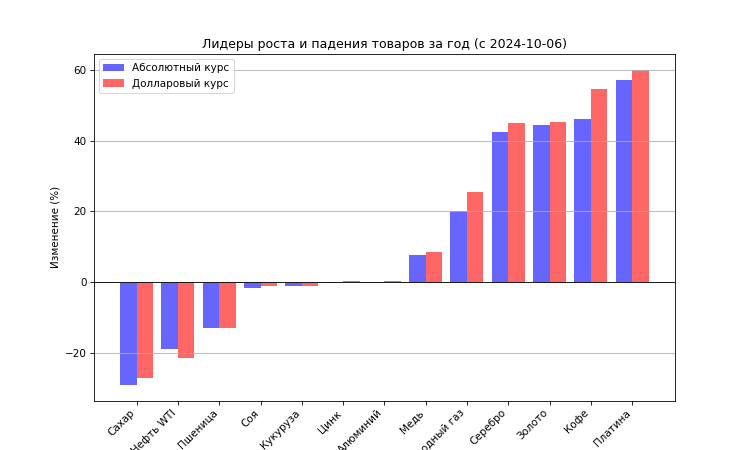 Лидеры роста и падения товаров за год (с 2024-10-06)
Абсолютный курс
Долларовый курс
Изменение (%)
60
40
20
0
−20
Сахар
Нефть WTI
Пшеница
Соя
Кукуруза
Цинк
Алюминий
Медь
газ
Серебро
Золото
Кофе
Платина